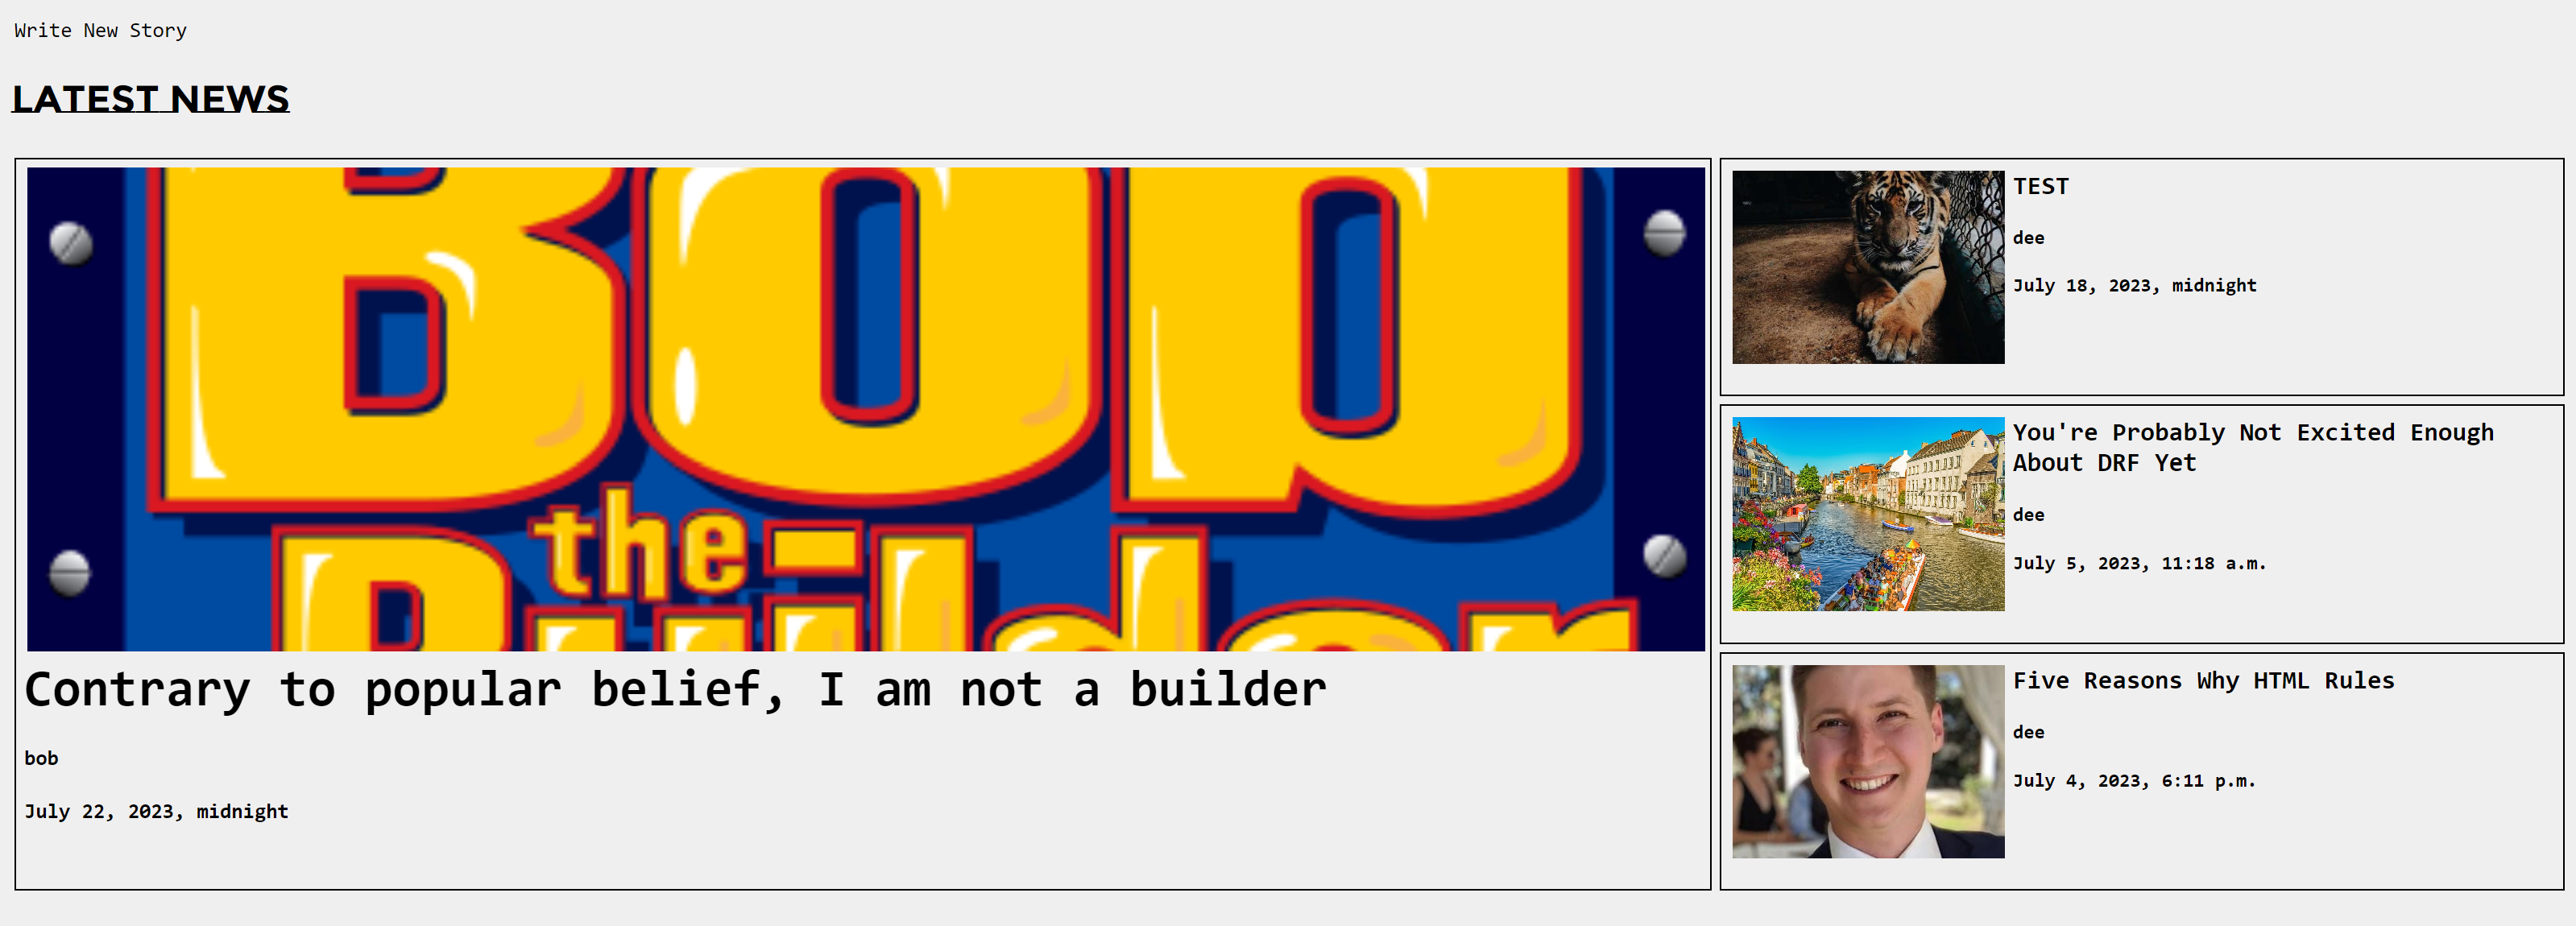 Write New Story
LATEST NEWS
BOB
the
Builder
Contrary to popular belief, I am not a builder
bob
July 22, 2023, midnight
TEST
dee
July 18, 2023, midnight
You're Probably Not Excited Enough
About DRF Yet
dee
July 5, 2023, 11:18 a.m.
Five Reasons Why HTML Rules
dee
July 4, 2023, 6:11 p.m.